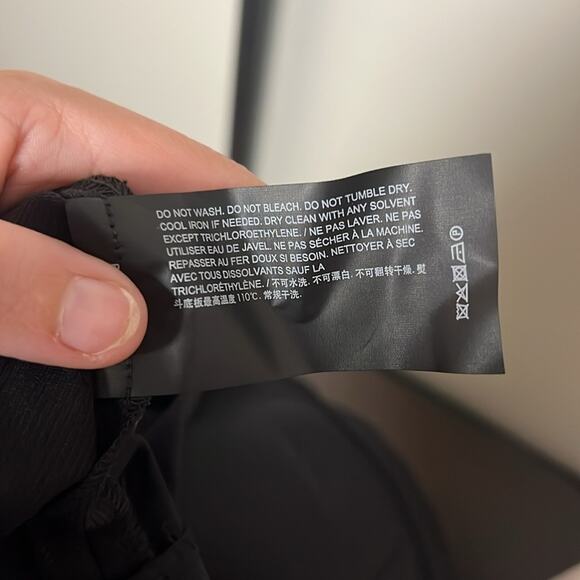 DO NOT WASH. DO NOT BLEACH. DO NOT TUMBLE DRY.
COOL IRON IF NEEDED. DRY CLEAN WITH ANY SOLVENT
EXCEPT TRICHLOROETHYLENE. / NE PAS LAVER. NE PAS
UTILISER EAU DE JAVEL. NE PAS SÉCHER À LA MACHINE.
REPASSER AU FER DOUX SI BESOIN. NETTOYER À SEC
AVEC TOUS DISSOLVANTS SAUF LA
TRICHLORÉTHYLÈNE. / 不可水洗. 不可漂白. 不可翻转干燥. 熨
斗底板最高温度110℃. 常规干洗.